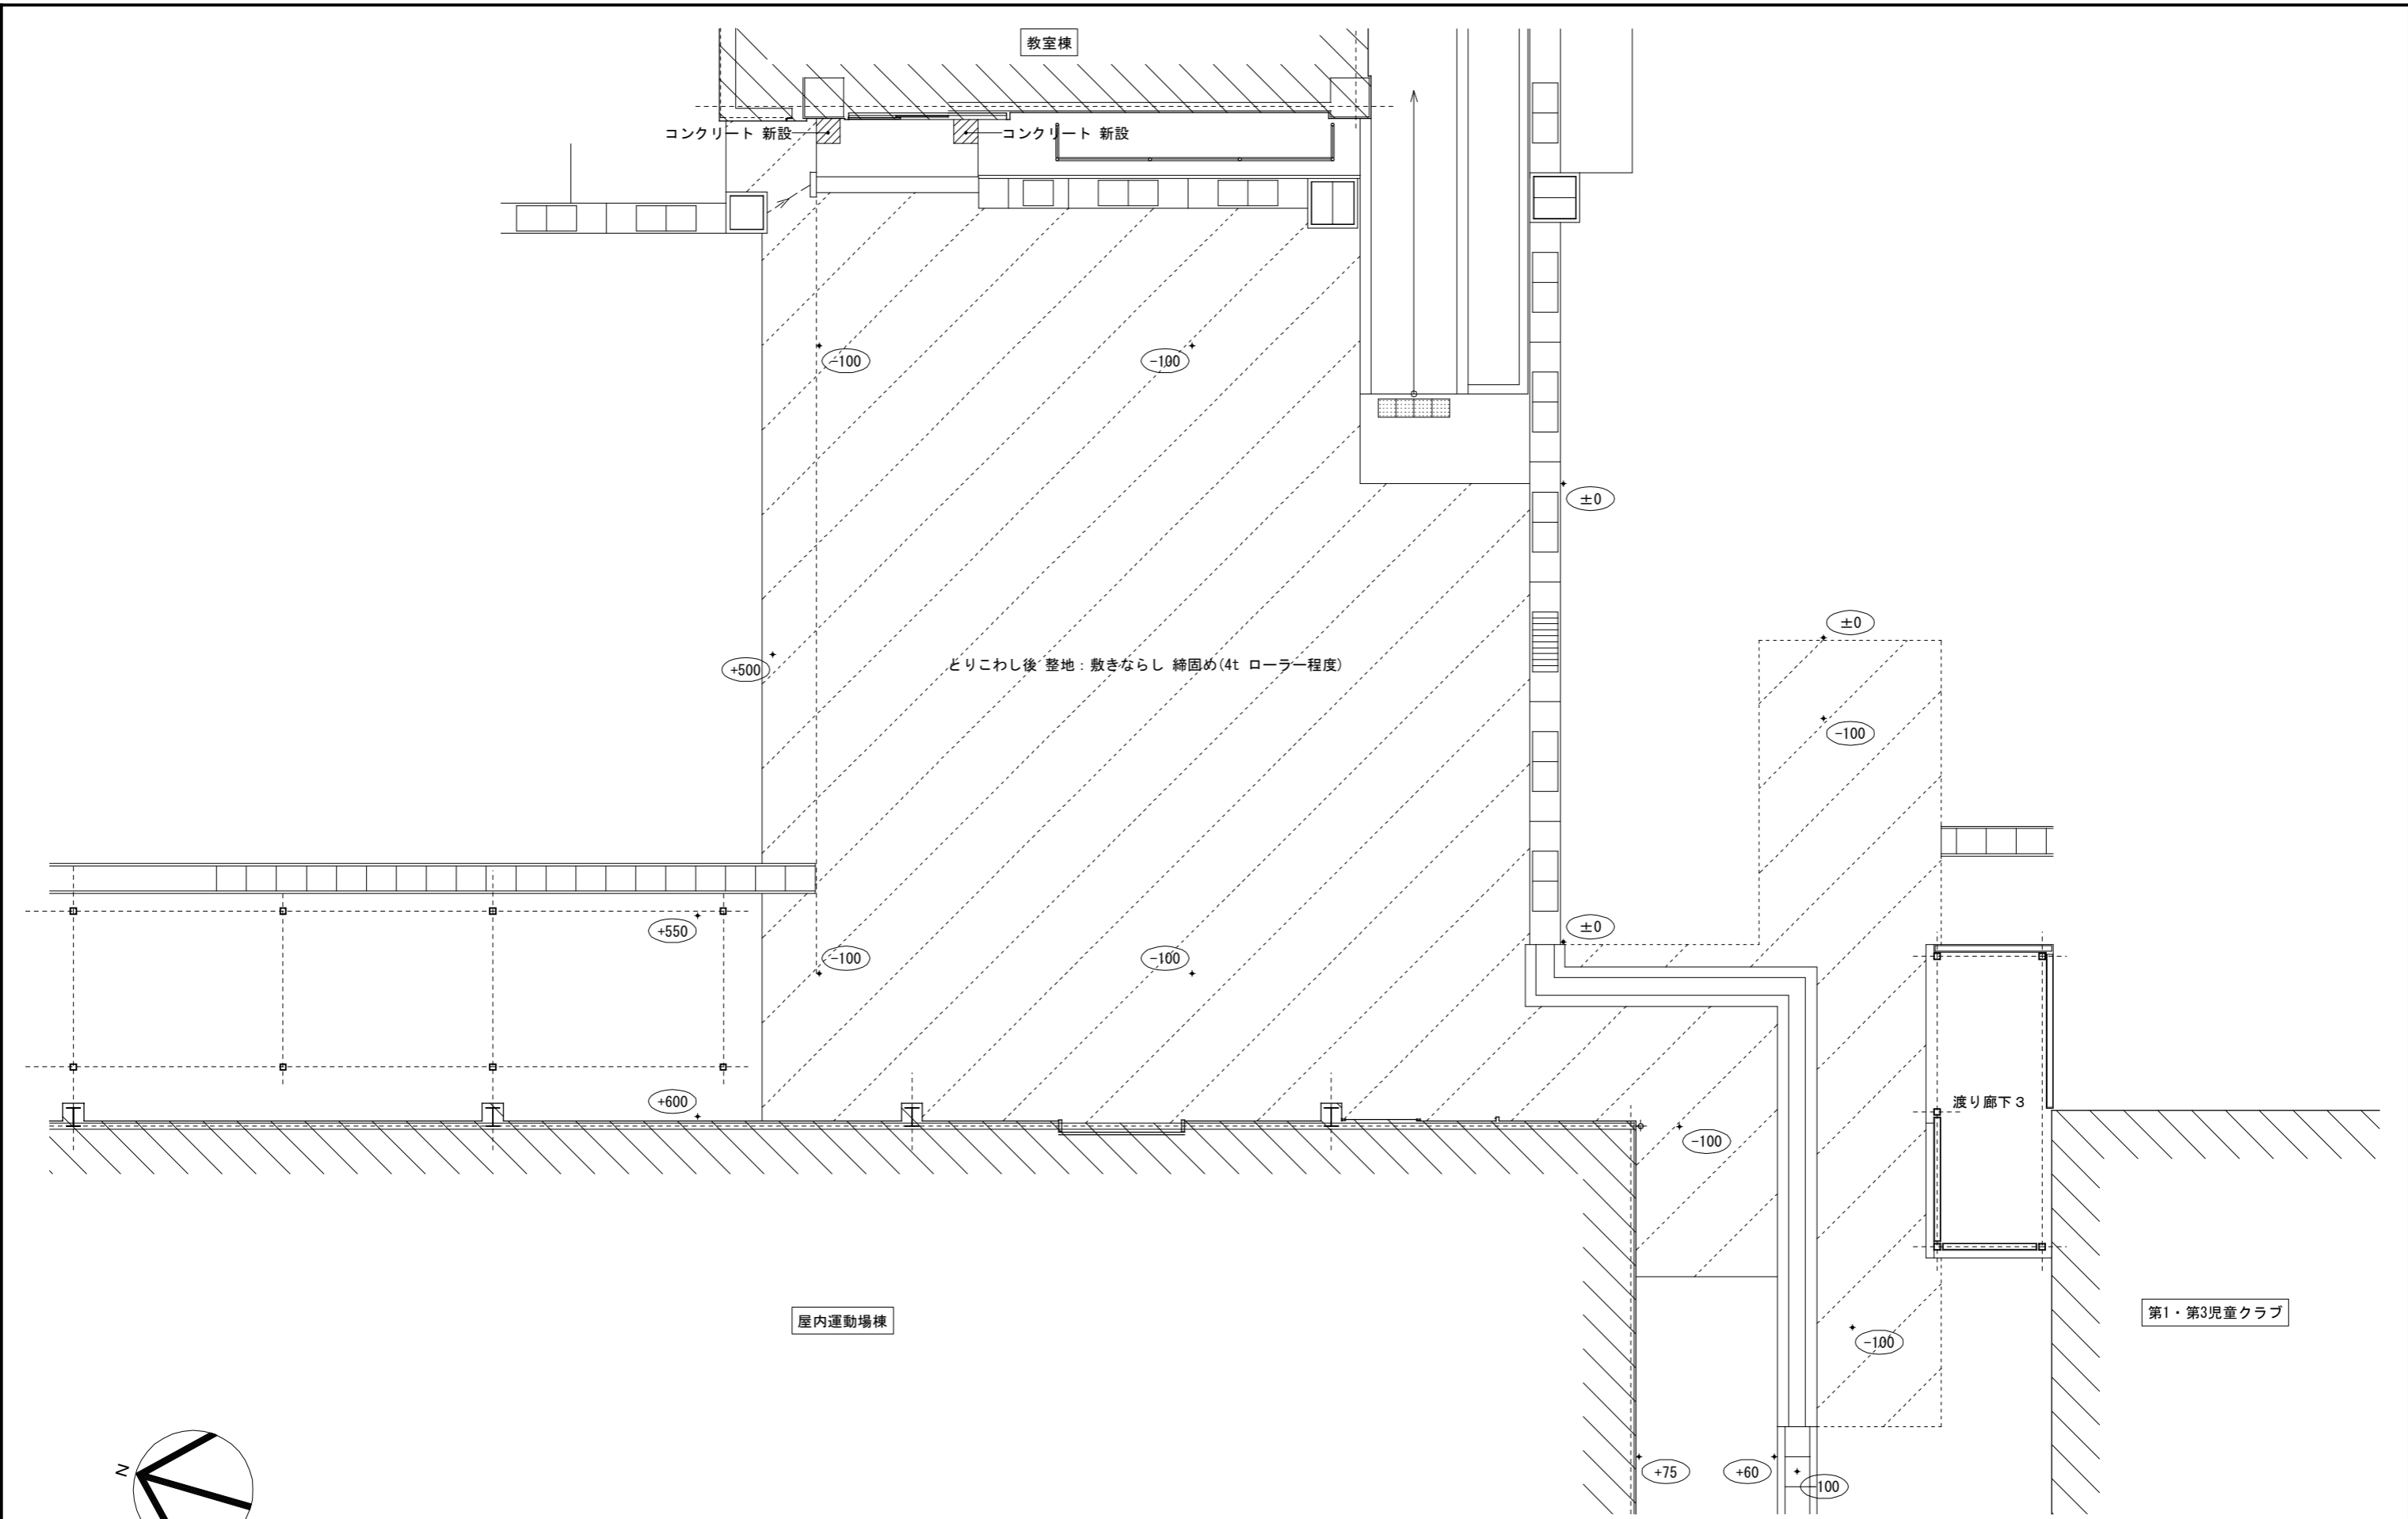 教室棟
コンクリート 新設
コンクリート 新設
-100
-100
±0
±0
+500
とりこわし後 整地：敷きならし 締固め(4t ローラー程度)
-100
±0
+550
-100
-100
+600
渡り廊下３
-100
第1・第3児童クラブ
屋内運動場棟
-100
N
+75
+60
-100